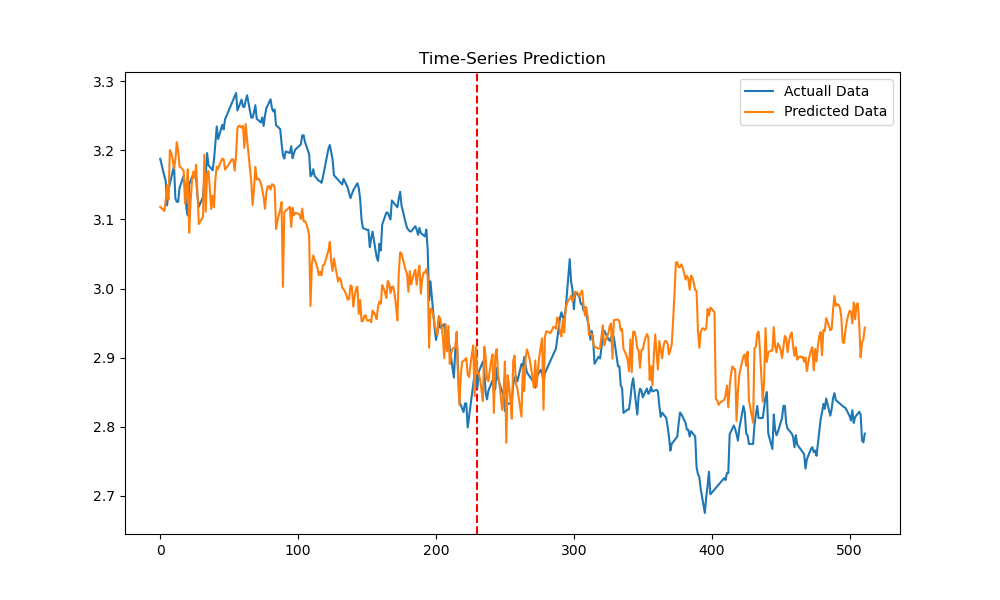 Time-Series Prediction
Actuall Data
Predicted Data
3.3
3.2
3.1
3.0
2.9
2.8
2.7
0 100 200 300 400 500